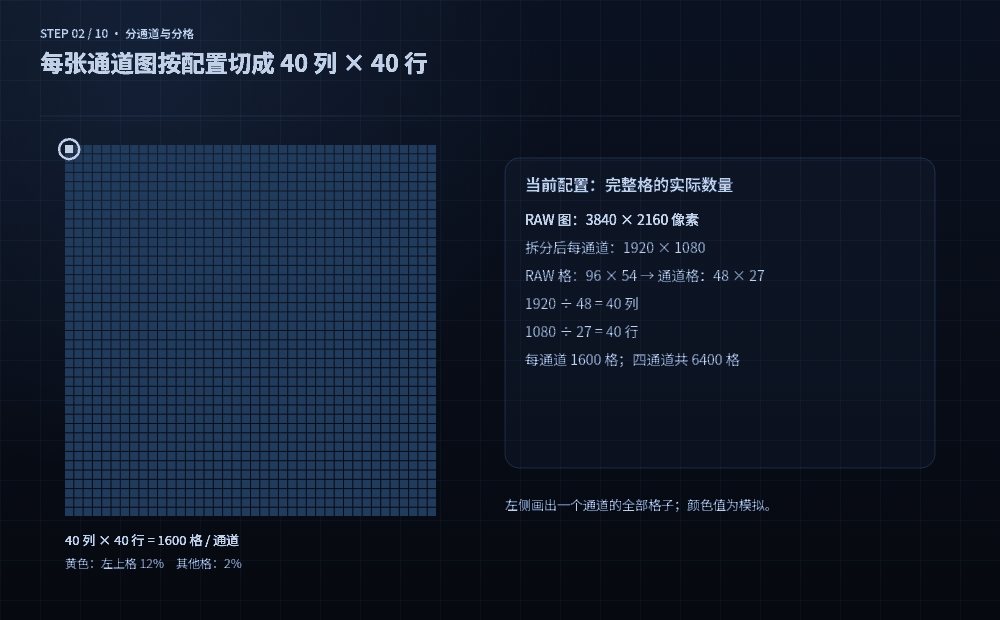 STEP 02 / 10 · 分通道与分格
每张通道图按配置切成 40 列 × 40 行
当前配置：完整格的实际数量
RAW 图：3840 × 2160 像素
拆分后每通道：1920 × 1080
RAW 格：96 × 54 → 通道格：48 × 27
1920 ÷ 48 = 40 列
1080 ÷ 27 = 40 行
每通道 1600 格；四通道共 6400 格
左侧画出一个通道的全部格子；颜色值为模拟。
40 列 × 40 行 = 1600 格 / 通道
黄色：左上格 12%　其他格：2%